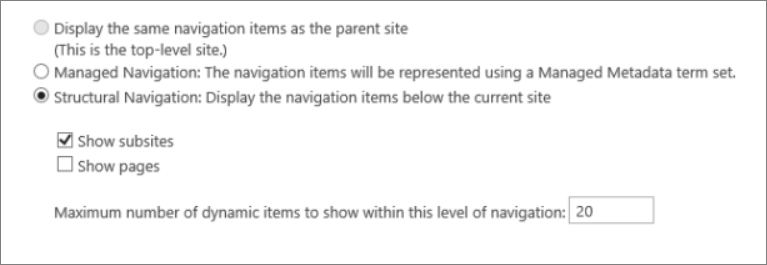 Display the same navigation items as the parent site
(This is the top-level site.)
Managed Navigation: The navigation items will be represented using a Managed Metadata term set.
Structural Navigation: Display the navigation items below the current site
Show subsites
Show pages
Maximum number of dynamic items to show within this level of navigation: 20